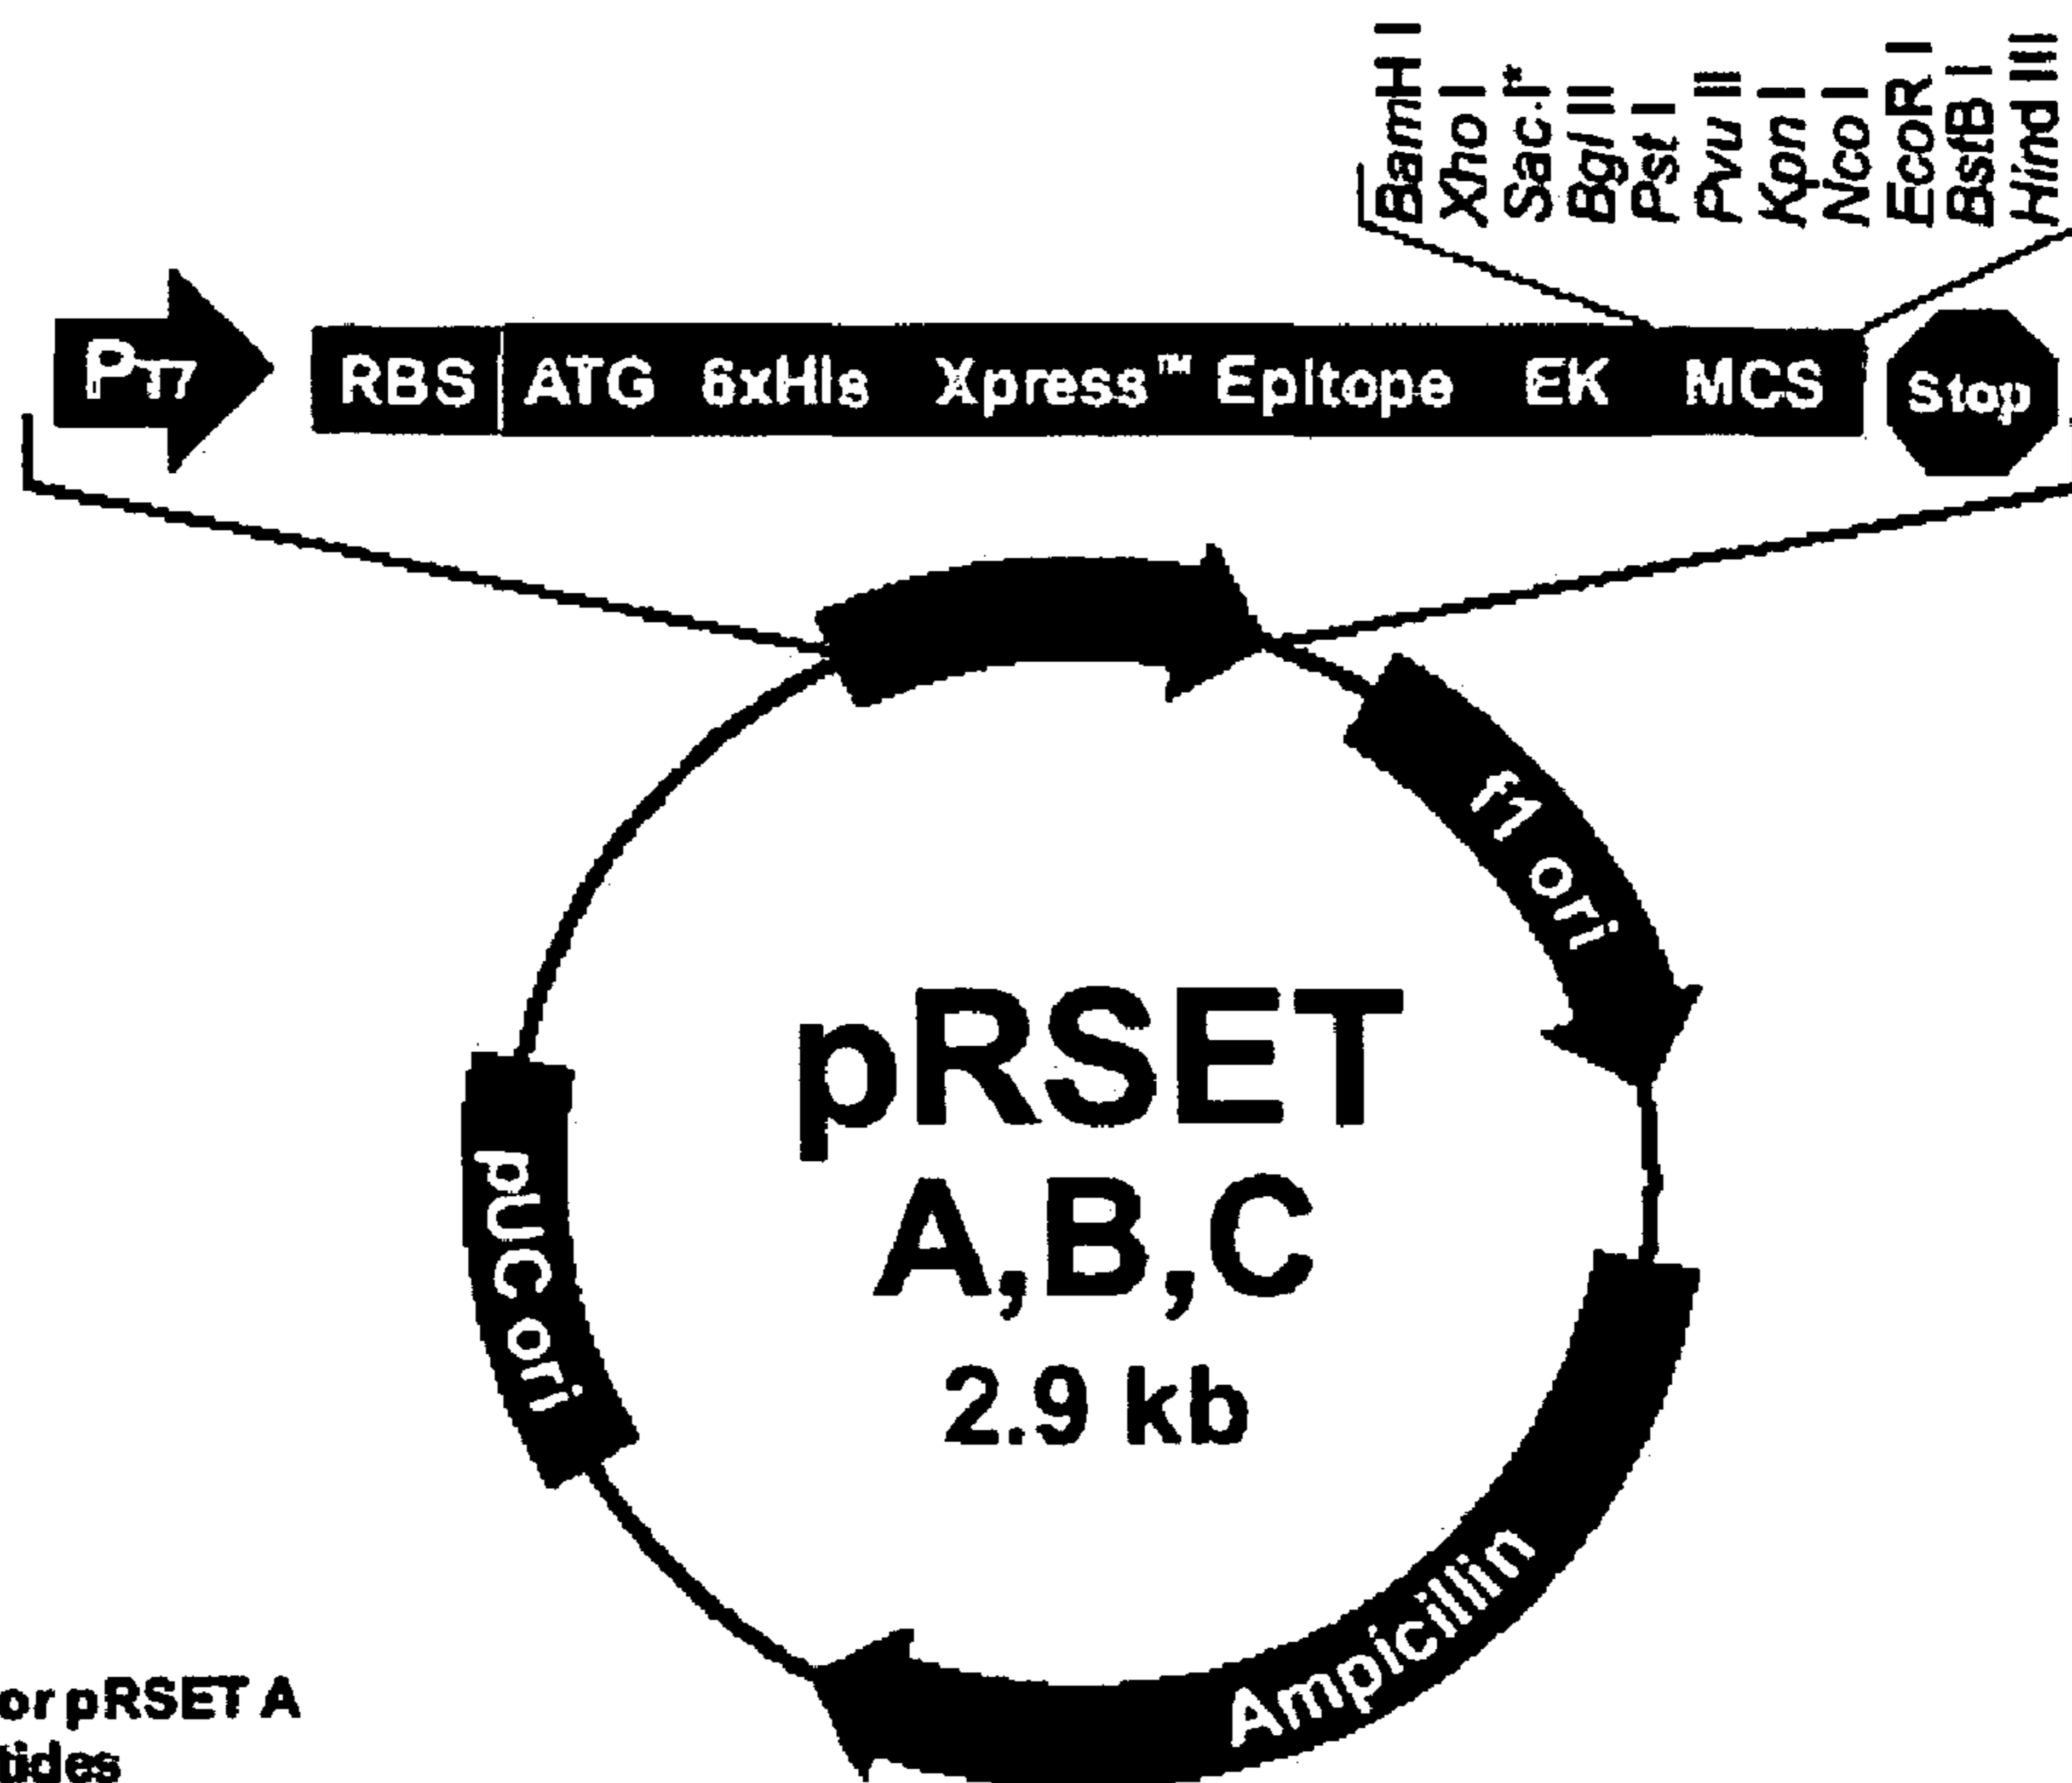 BamH I
Xho I
Sac I*
Bgl II
Pst I
Pvu II
Kpn I
Nco I
EcoR I
BstB I
Hind III
PT7 RBS ATG 6xHis Xpress™ Epitope EK MCS Stop
f1 ori
pRSET
A,B,C
2.9 kb
pUC ori
Ampicillin
or pRSET A
tides